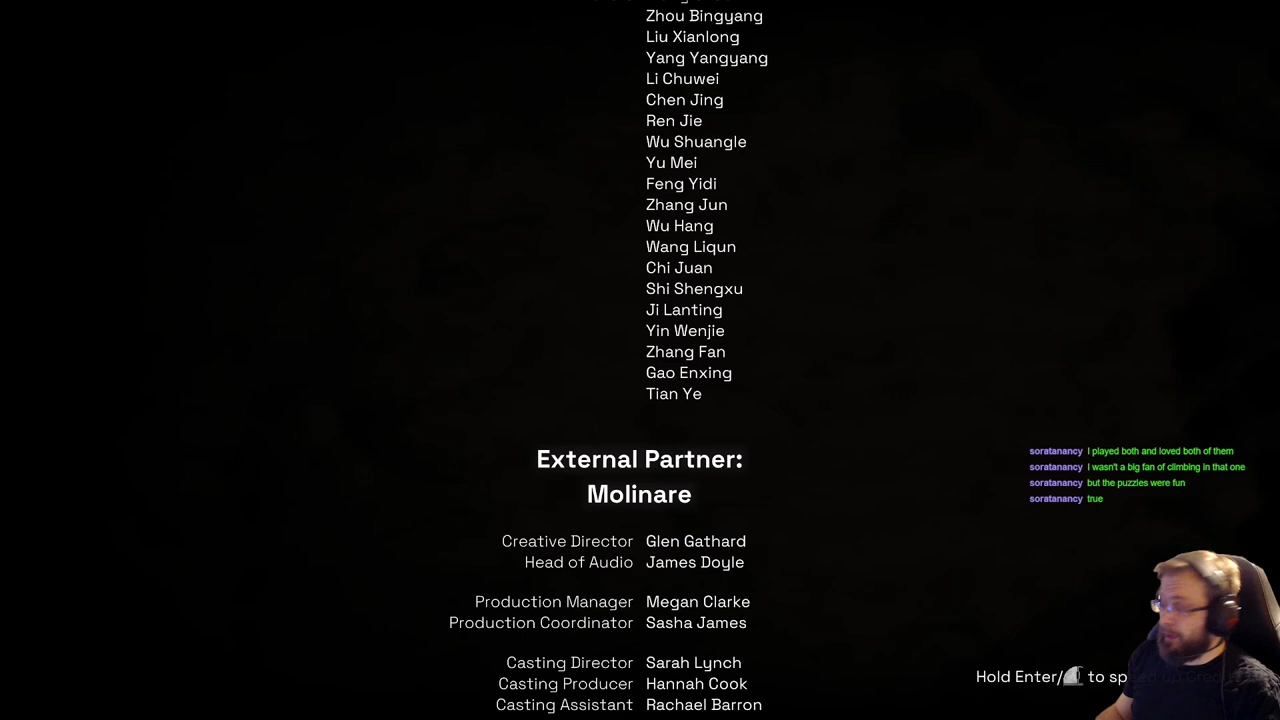 Zhou Bingyang
Liu Xianlong
Yang Yangyang
Li Chuwei
Chen Jing
Ren Jie
Wu Shuangle
Yu Mei
Feng Yidi
Zhang Jun
Wu Hang
Wang Liqun
Chi Juan
Shi Shengxu
Ji Lanting
Yin Wenjie
Zhang Fan
Gao Enxing
Tian Ye
External Partner:
Molinare
Creative Director Glen Gathard
Head of Audio James Doyle
Production Manager Megan Clarke
Production Coordinator Sasha James
Casting Director Sarah Lynch
Casting Producer Hannah Cook
Casting Assistant Rachael Barron
soratanancy I played both and loved both of them
soratanancy I wasn't a big fan of climbing in that one
soratanancy but the puzzles were fun
soratanancy true
Hold Enter/ to speed up Cred